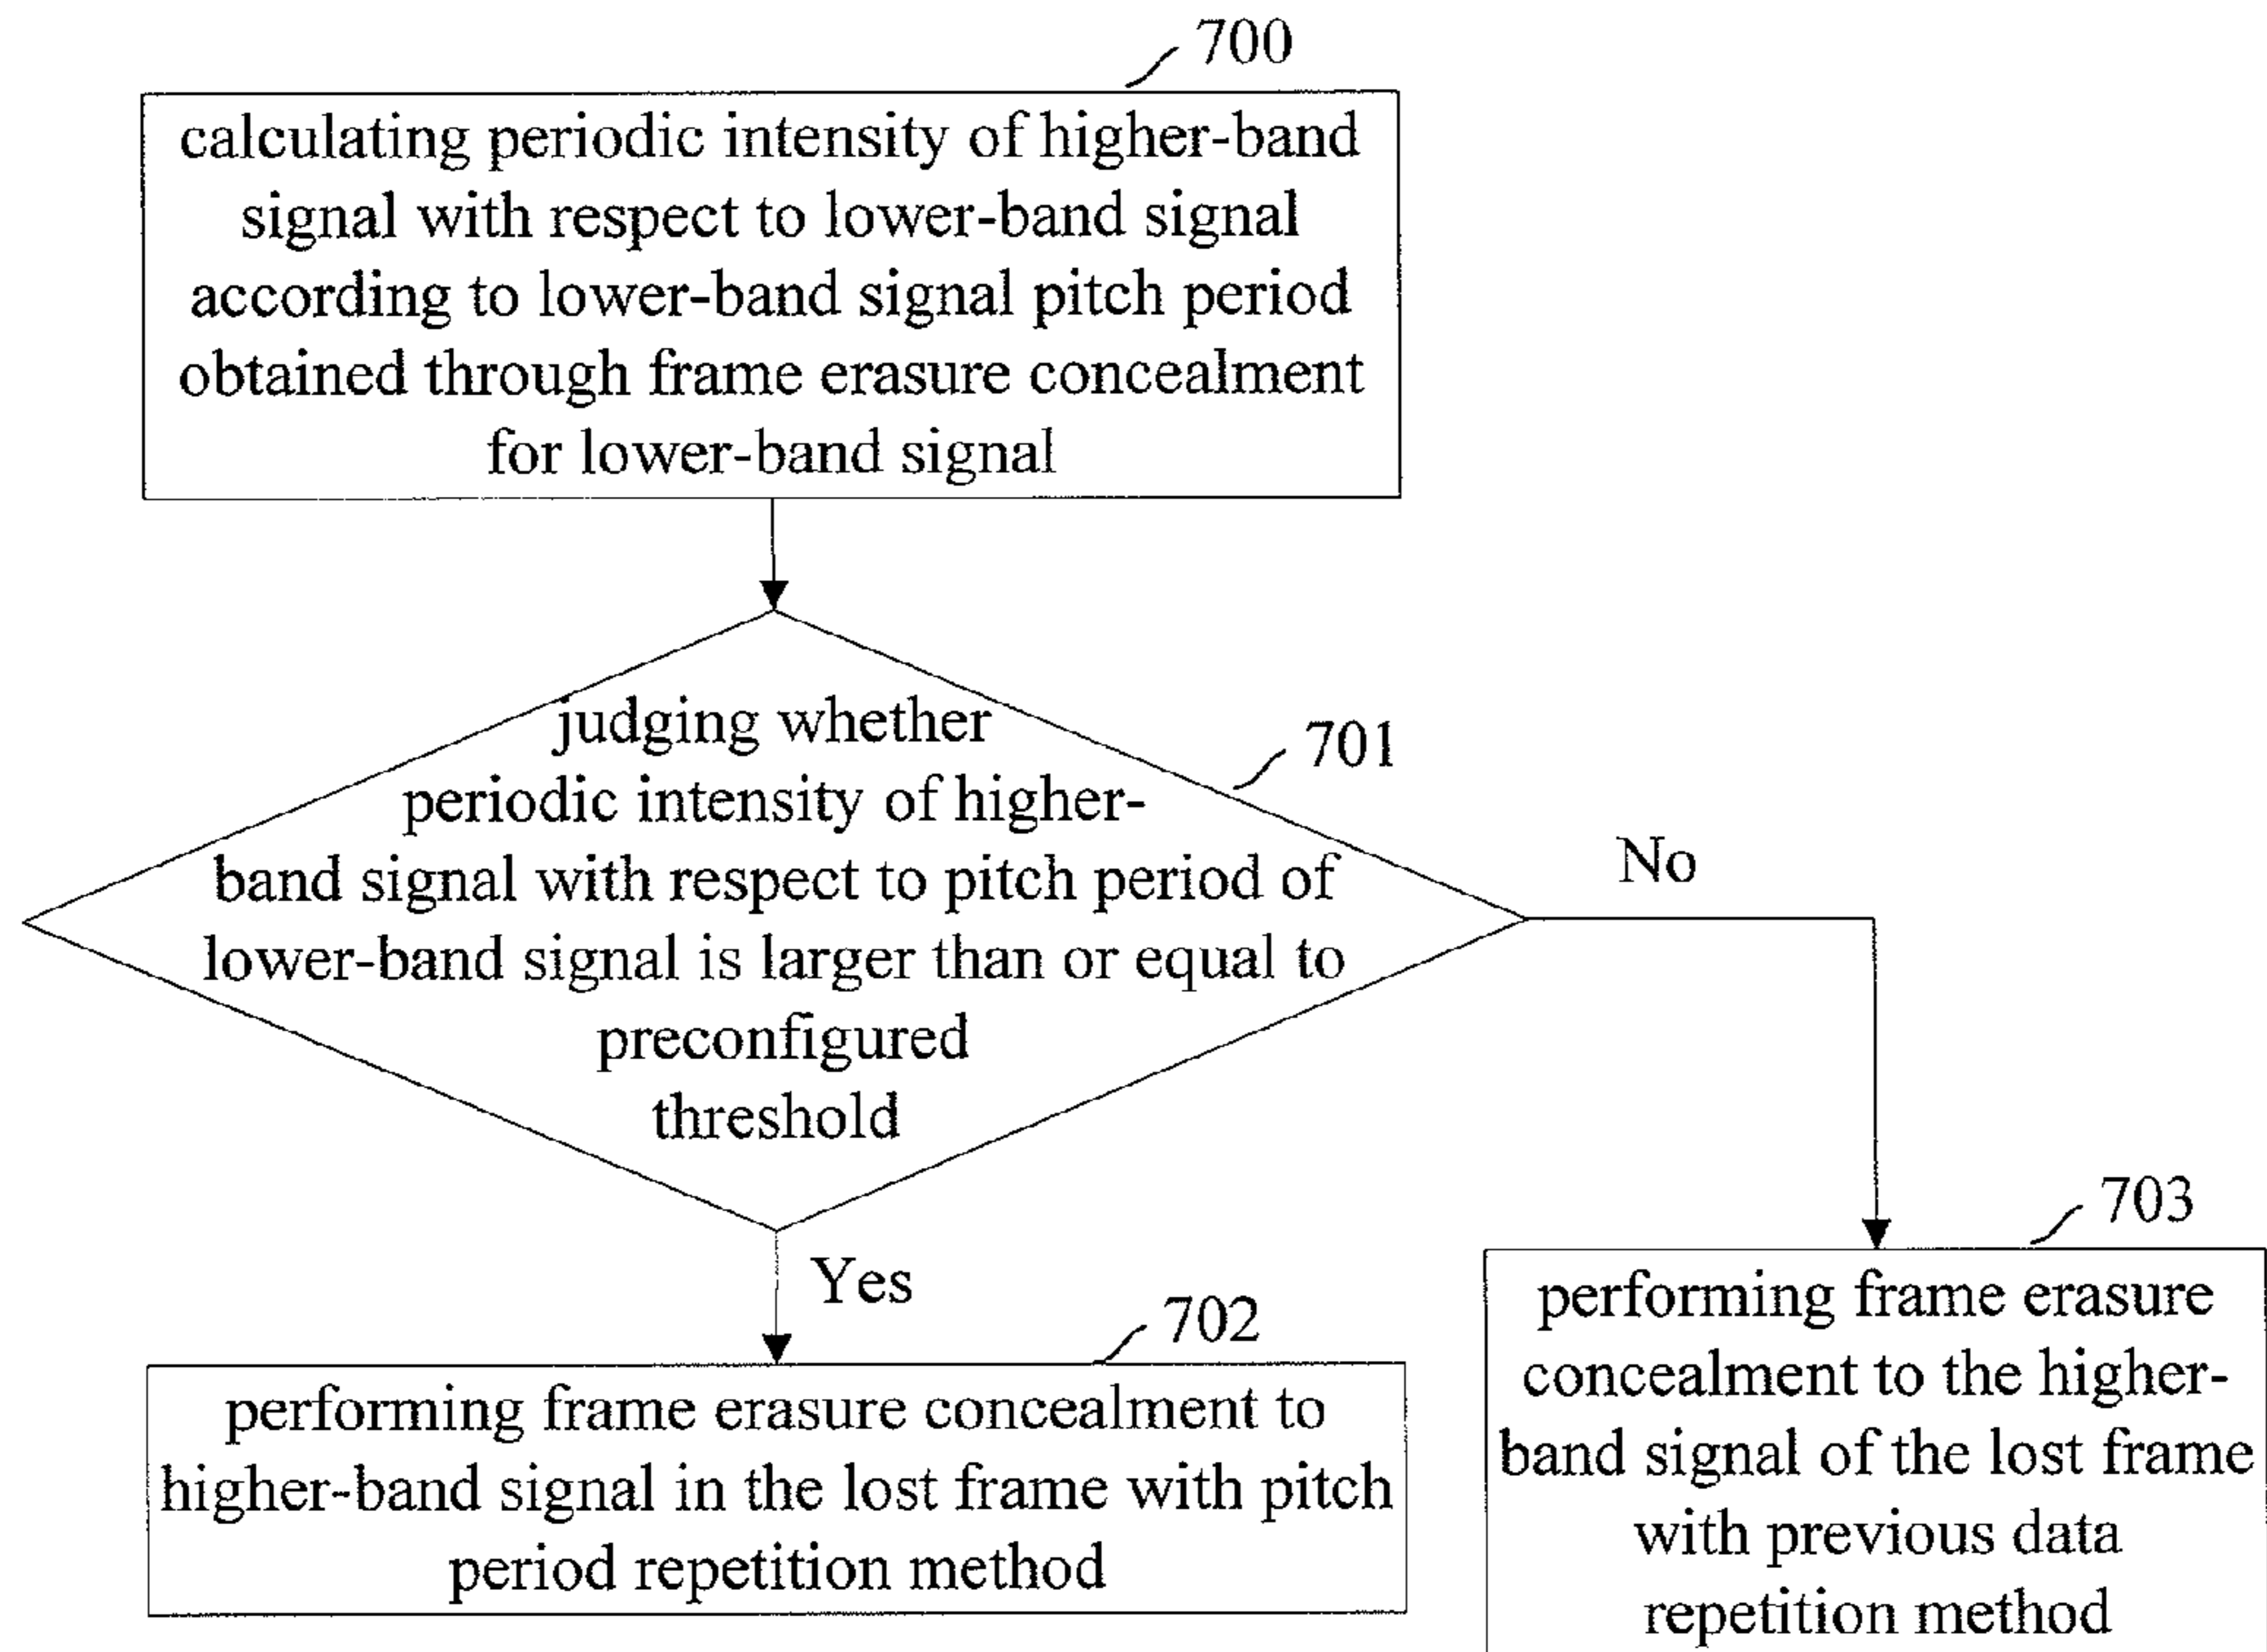 700
calculating periodic intensity of higher-band
signal with respect to lower-band signal
according to lower-band signal pitch period
obtained through frame erasure concealment
for lower-band signal
judging whether
periodic intensity of higher-
band signal with respect to pitch period of
lower-band signal is larger than or equal to
preconfigured
threshold
701
No
Yes
702
performing frame erasure concealment to
higher-band signal in the lost frame with pitch
period repetition method
703
performing frame erasure
concealment to the higher-
band signal of the lost frame
with previous data
repetition method